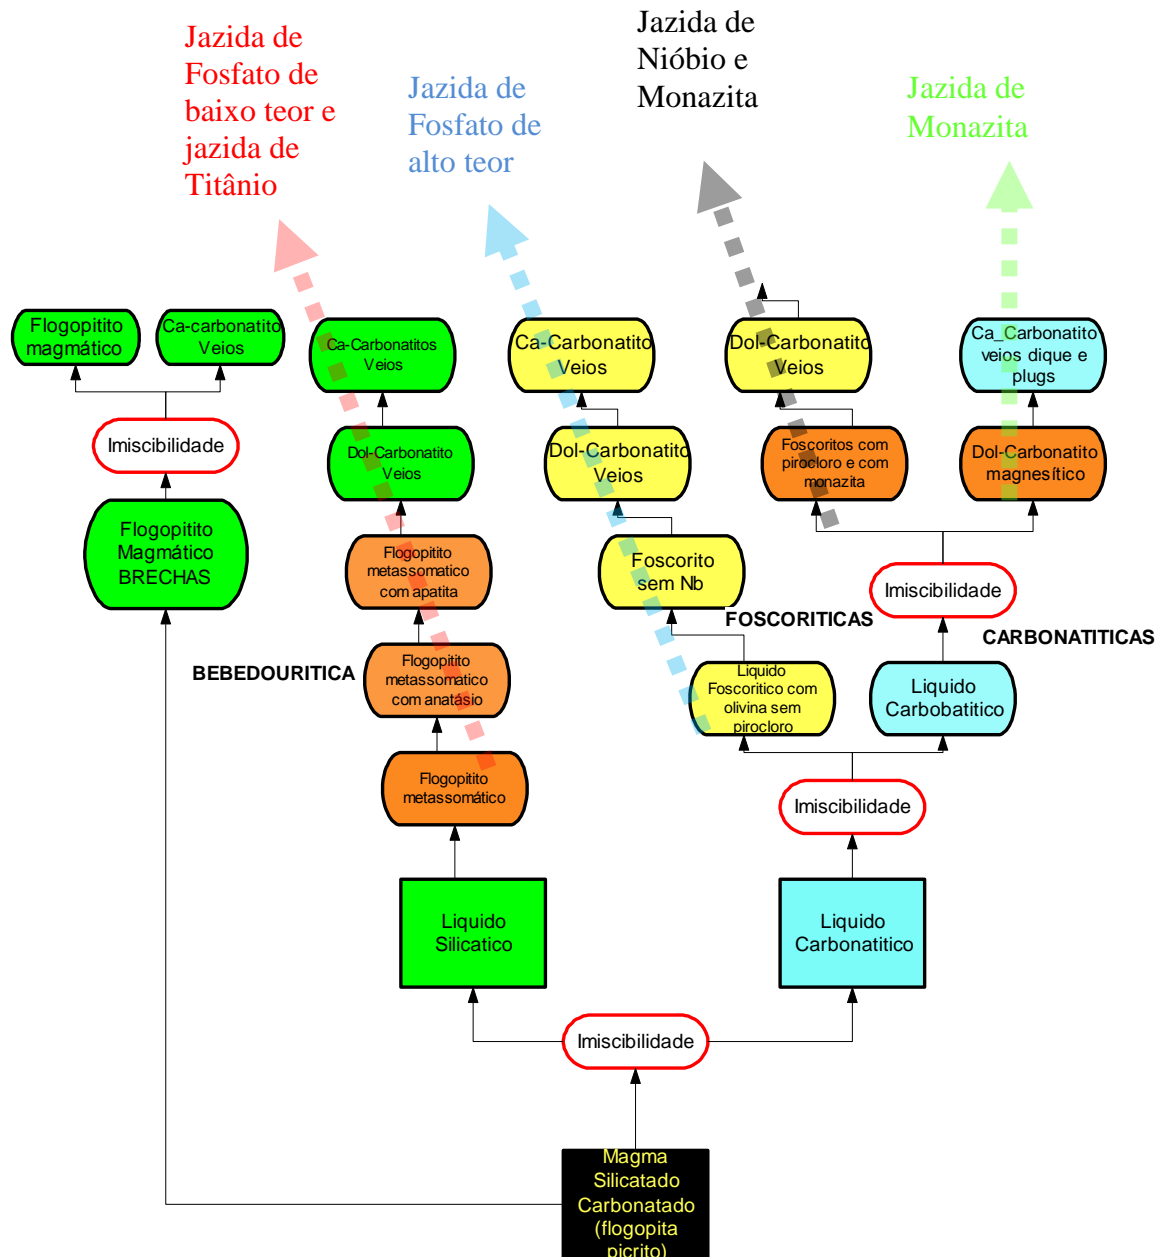 Jazida de
Fosfato de
baixo teor e
jazida de
Titânio
Jazida de
Fosfato de
alto teor
Jazida de
Nióbio e
Monazita
Jazida de
Monazita
Flogopitito
magmático
Ca-carbonatito
Veios
Ca-Carbonatitos
Veios
Ca-Carbonatito
Veios
Dol-Carbonatito
Veios
Ca_Carbonatito
veios dique e
plugs
Imiscibilidade
Dol-Carbonatito
Veios
Dol-Carbonatito
Veios
Foscoritos com
pirocloro e com
monazita
Dol-Carbonatito
magnesítico
Flogopitito
Magmático
BRECHAS
Flogopitito
metassomatico
com apatita
Foscorito
sem Nb
Imiscibilidade
FOSCORITICAS
CARBONATITICAS
BEBEDOURITICA
Flogopitito
metassomatico
com anatásio
Liquido
Foscoritico com
olivina sem
pirocloro
Liquido
Carbobatitico
Flogopitito
metassomático
Imiscibilidade
Liquido
Silicatico
Liquido
Carbonatitico
Imiscibilidade
Magma
Silicatado
Carbonatado
(flogopita
picrito)